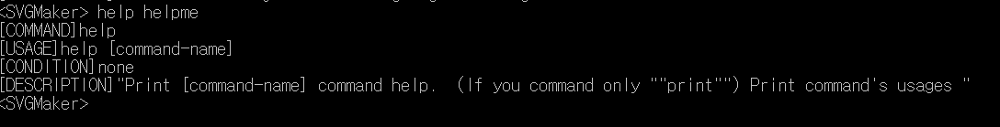 <SVGMaker> help helpme
[COMMAND]help
[USAGE]help [command-name]
[CONDITION]none
[DESCRIPTION]"Print [command-name] command help.  (If you command only ""print"") Print command's usages "
<SVGMaker>